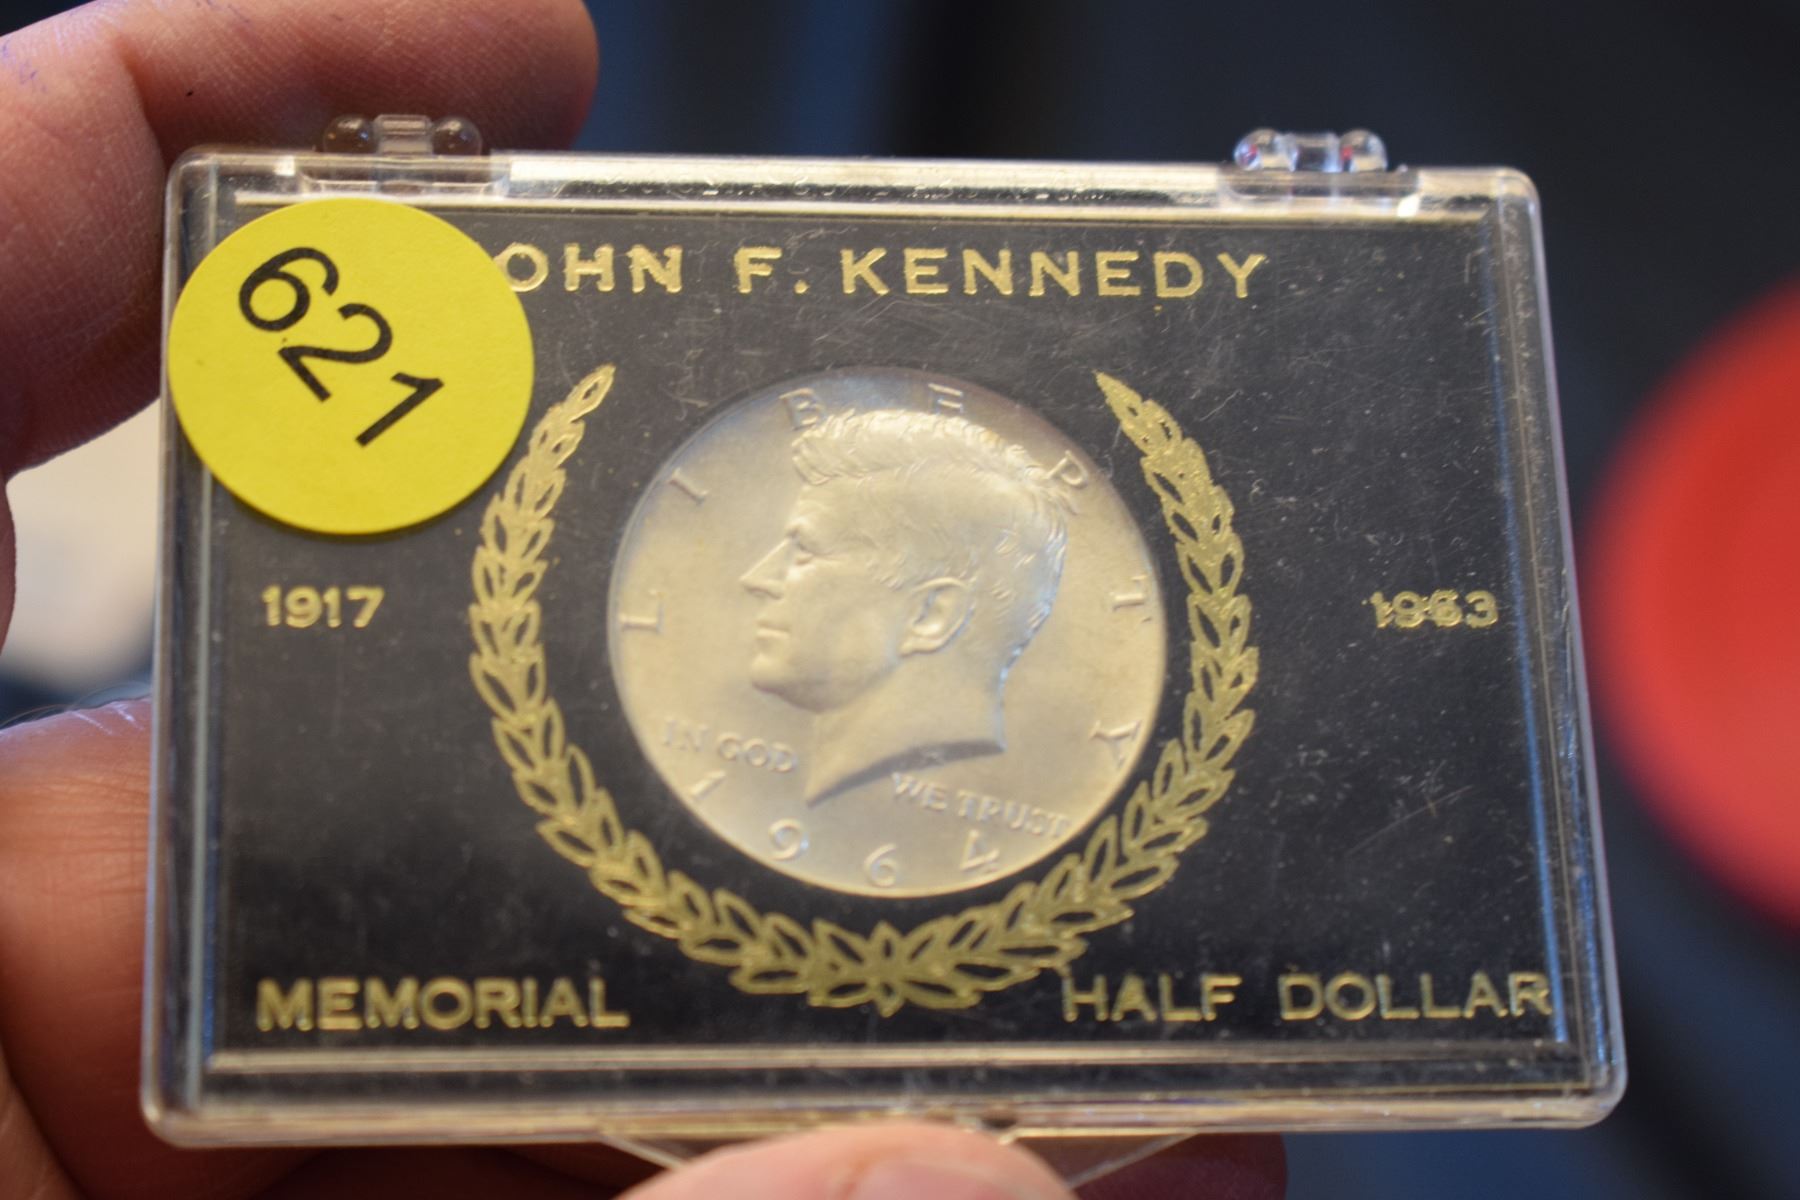 621
OHN F. KENNEDY
LIBERTY
1917
1963
IN GOD
WE TRUST
1964
MEMORIAL
HALF DOLLAR